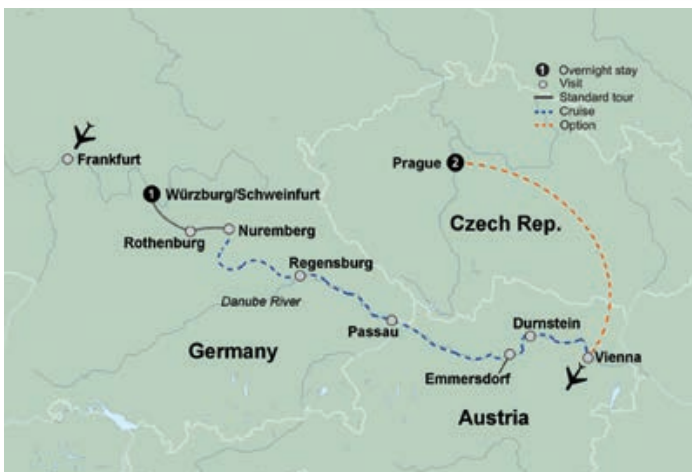 1 Overnight stay
Visit
Standard tour
Cruise
Option
Frankfurt
Prague 2
1 Würzburg/Schweinfurt
Czech Rep.
Nuremberg
Rothenburg
Regensburg
Danube River
Passau
Durnstein
Germany
Vienna
Emmersdorf
Austria